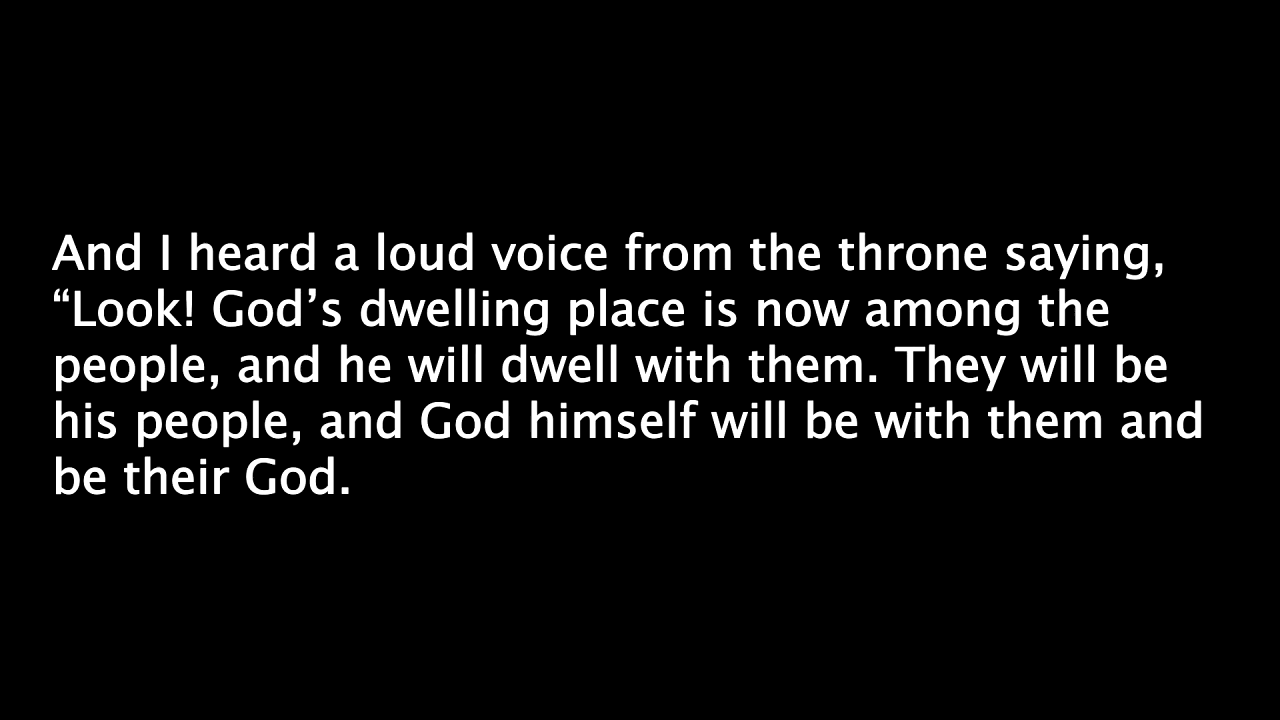 And I heard a loud voice from the throne saying,
“Look! God’s dwelling place is now among the
people, and he will dwell with them. They will be
his people, and God himself will be with them and
be their God.